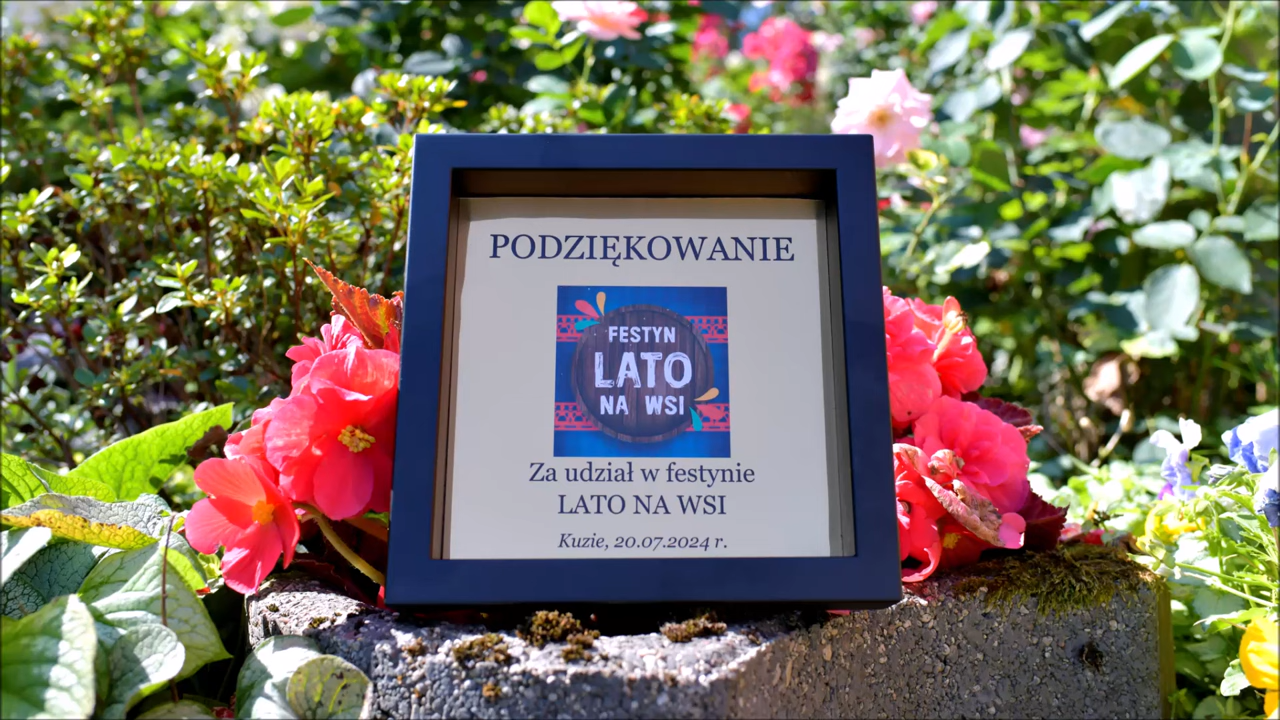 PODZIĘKOWANIE
FESTYN
LATO
NA WSI
Za udział w festynie
LATO NA WSI
Kuzie, 20.07.2024 r.